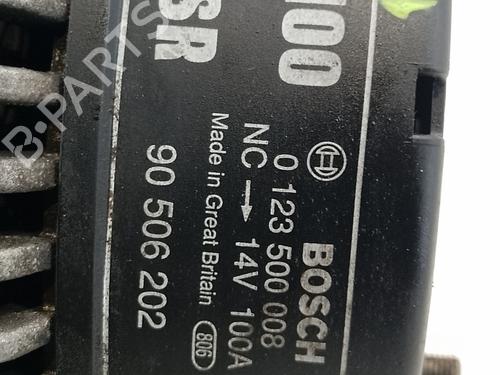 100
SR
BOSCH
0 123 500 008
NC → 14V 100A
Made in Great Britain
806
90 506 202
B-PARTS